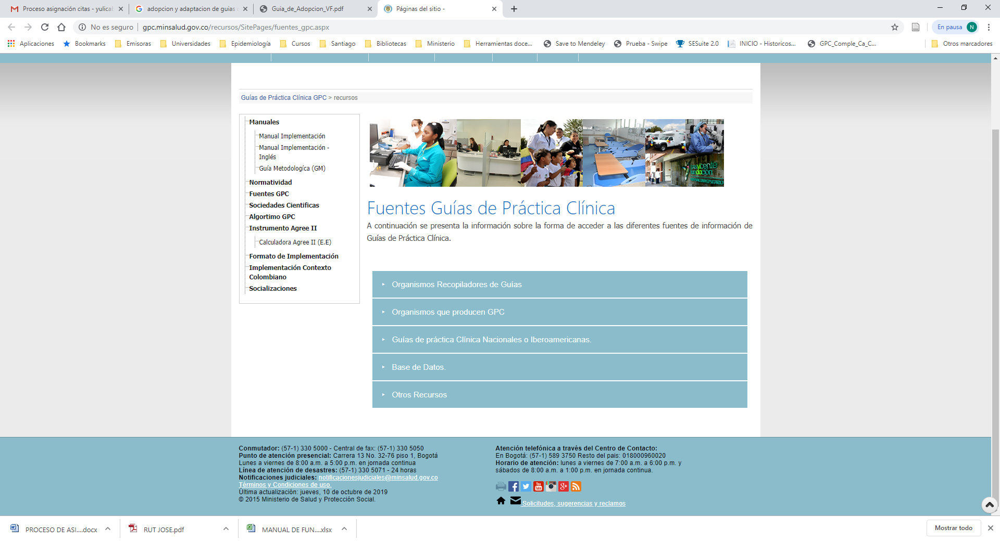 Proceso asignación citas - yulicab
adopcion y adaptacion de guias
Guia_de_Adopcion_VF.pdf
Páginas del sitio -
No es seguro
gpc.minsalud.gov.co/recursos/SitePages/fuentes_gpc.aspx
En pausa
N
Aplicaciones
Bookmarks
Emisoras
Universidades
Epidemiología
Cursos
Santiago
Bibliotecas
Ministerio
Herramientas doce...
Save to Mendeley
Prueba - Swipe
SESuite 2.0
INICIO - Historicos...
GPC_Comple_Ca_C...
Otros marcadores
Guías de Práctica Clínica GPC > recursos
Manuales
Manual Implementación
Manual Implementación -
Inglés
Guía Metodologíca (GM)
Normatividad
Fuentes GPC
Sociedades Cientificas
Algortimo GPC
Instrumento Agree II
Calculadora Agree II (E.E)
Formato de Implementación
Implementación Contexto
Colombiano
Socializaciones
Fuentes Guías de Práctica Clínica
A continuación se presenta la información sobre la forma de acceder a las diferentes fuentes de información de
Guías de Práctica Clínica.
Organismos Recopiladores de Guías
Organismos que producen GPC
Guías de práctica Clínica Nacionales o Iberoamericanas.
Base de Datos.
Otros Recursos
Conmutador: (57-1) 330 5000 - Central de fax: (57-1) 330 5050
Punto de atención presencial: Carrera 13 No. 32-76 piso 1, Bogotá
Lunes a viernes de 8:00 a.m. a 5:00 p.m. en jornada continua
Línea de atención de desastres: (57-1) 330 5071 - 24 horas
Notificaciones judiciales: notificacionesjudiciales@minsalud.gov.co
Términos y Condiciones de uso.
Última actualización: jueves, 10 de octubre de 2019
© 2015 Ministerio de Salud y Protección Social.
Atención telefónica a través del Centro de Contacto:
En Bogotá: (57-1) 589 3750 Resto del pais: 018000960020
Horario de atención: lunes a viernes de 7:00 a.m. a 6:00 p.m. y
sábados de 8:00 a.m. a 1:00 p.m. en jornada continua.
Solicitudes, sugerencias y reclamos
PROCESO DE ASI....docx
RUT JOSE.pdf
MANUAL DE FUN....xlsx
Mostrar todo